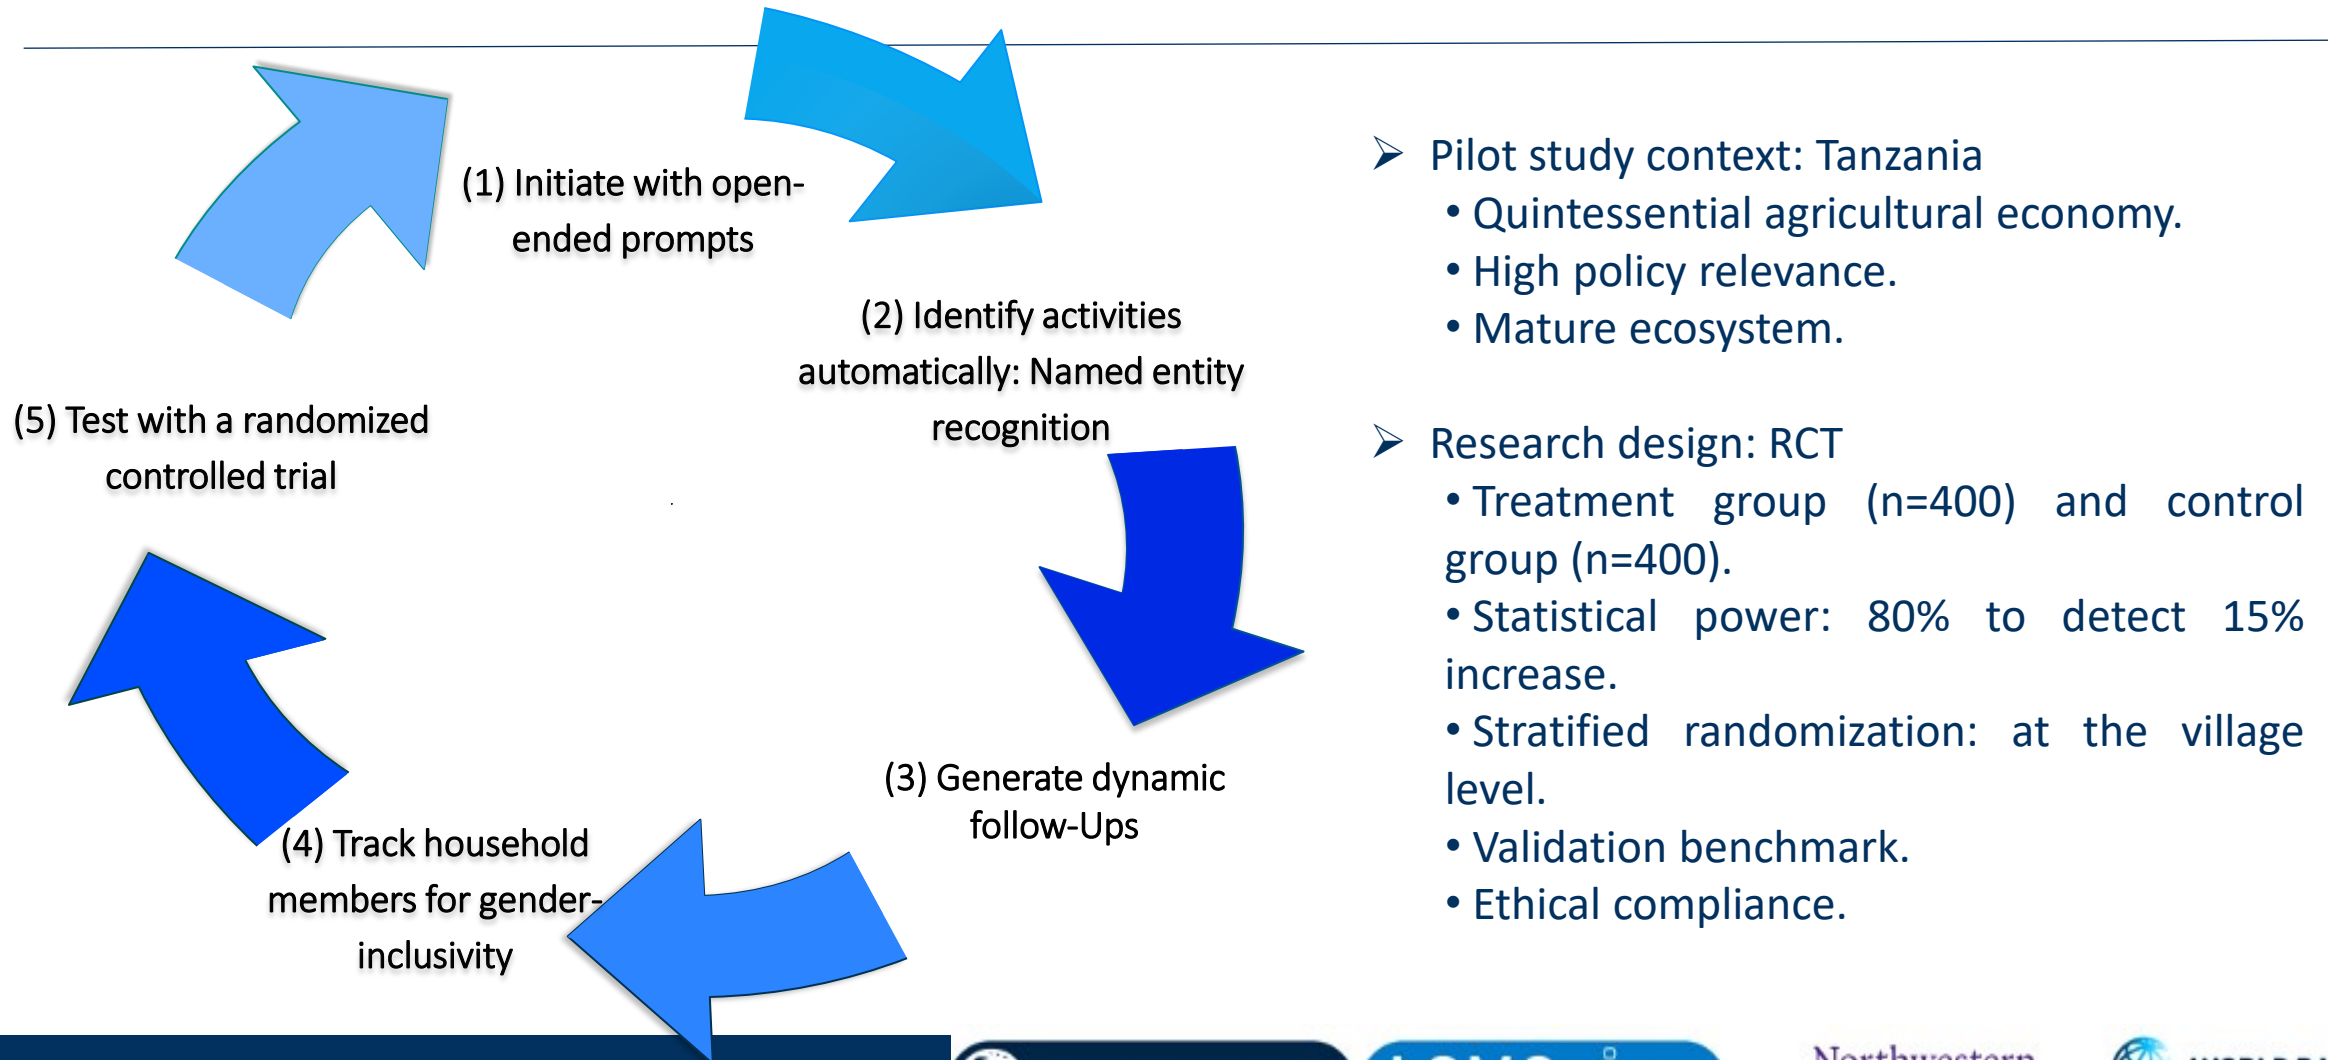 (1) Initiate with open-
ended prompts
(2) Identify activities
automatically: Named entity
recognition
(3) Generate dynamic
follow-Ups
(4) Track household
members for gender-
inclusivity
(5) Test with a randomized
controlled trial
➢ Pilot study context: Tanzania
• Quintessential agricultural economy.
• High policy relevance.
• Mature ecosystem.
➢ Research design: RCT
• Treatment group (n=400) and control
group (n=400).
• Statistical power: 80% to detect 15%
increase.
• Stratified randomization: at the village
level.
• Validation benchmark.
• Ethical compliance.
Northwestern